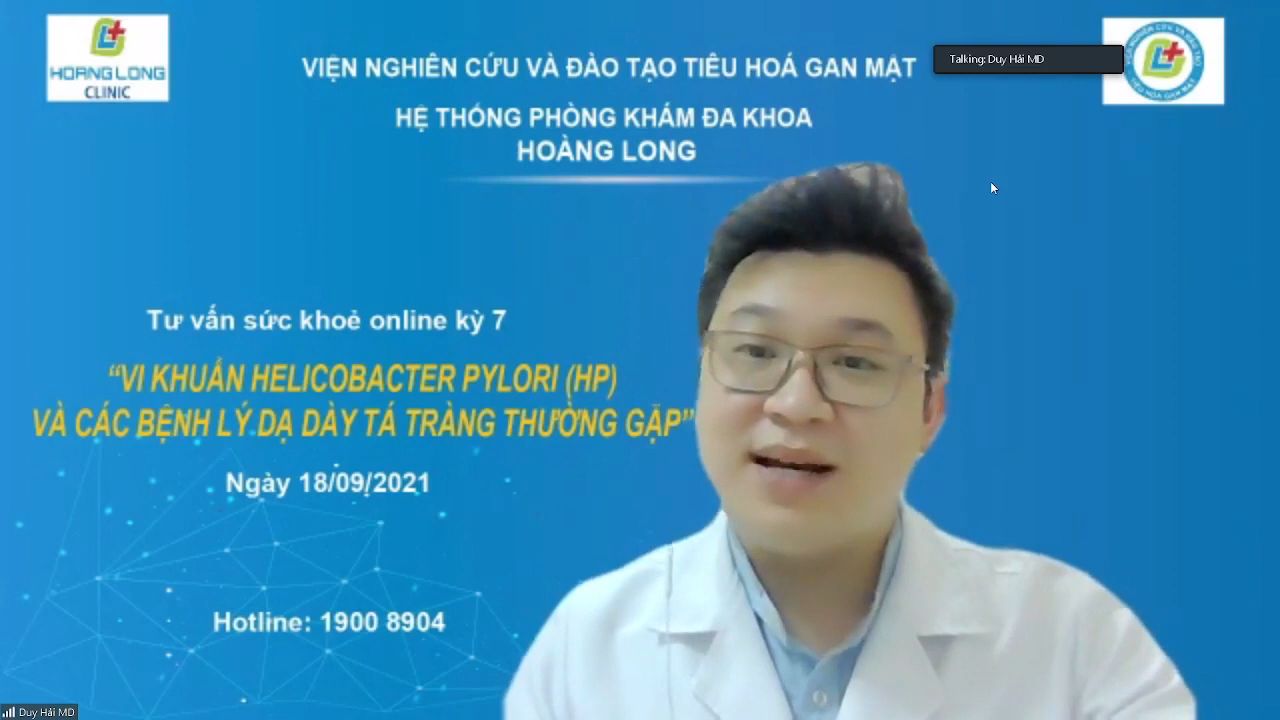 HOANG LONG
CLINIC
VIỆN NGHIÊN CỨU VÀ ĐÀO TẠO TIÊU HOÁ GAN MẬT
Talking: Duy Hải MD
HỆ THỐNG PHÒNG KHÁM ĐA KHOA
HOÀNG LONG
Tư vấn sức khoẻ online kỳ 7
“VI KHUẨN HELICOBACTER PYLORI (HP)
VÀ CÁC BỆNH LÝ DẠ DÀY TÁ TRÀNG THƯỜNG GẶP”
Ngày 18/09/2021
Hotline: 1900 8904
Duy Hải MD